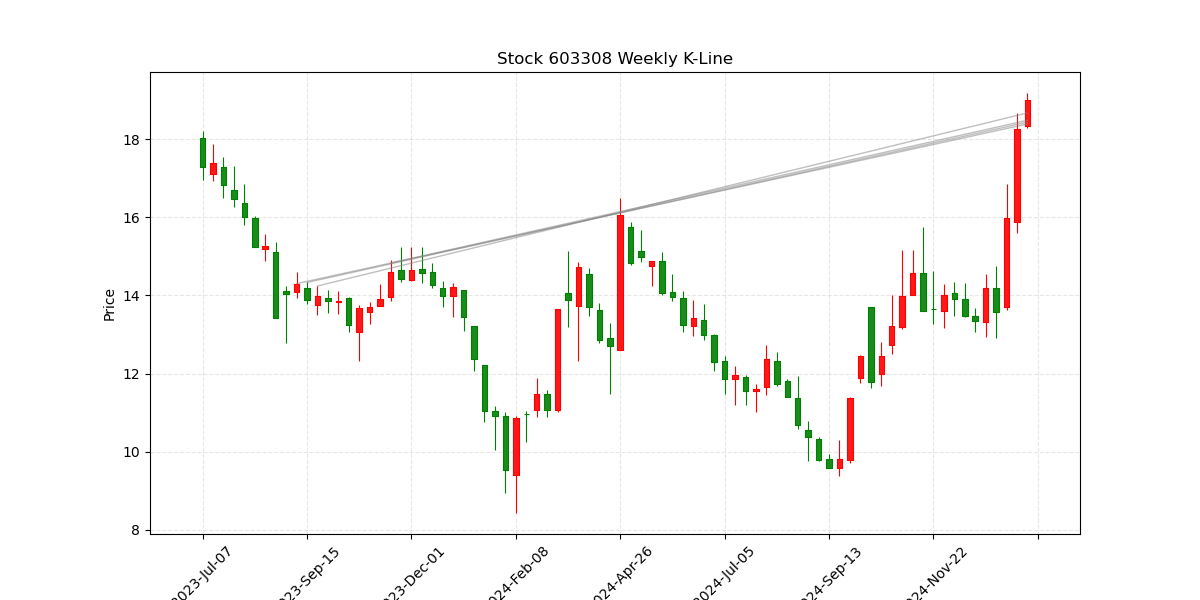 Stock 603308 Weekly K-Line
Price
18
16
14
12
10
8
2023-Jul-07
2023-Sep-15
2023-Dec-01
2024-Feb-08
2024-Apr-26
2024-Jul-05
2024-Sep-13
2024-Nov-22